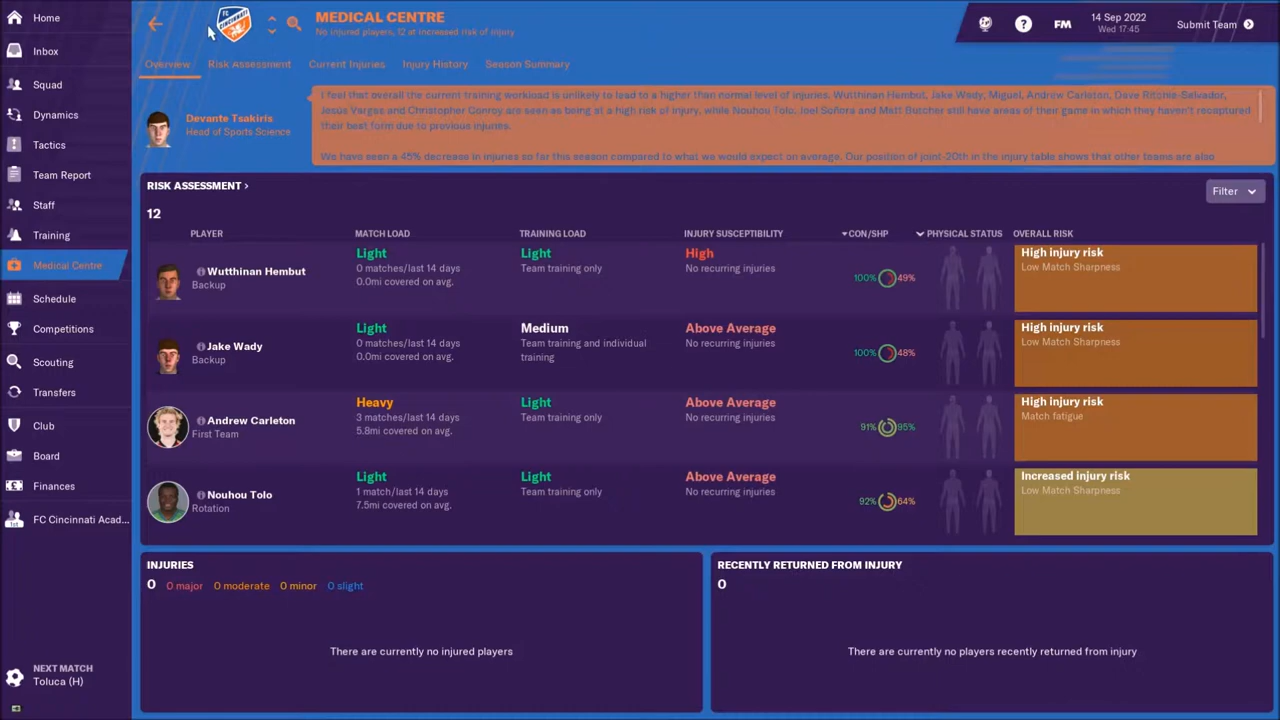 Home
Inbox
Squad
Dynamics
Tactics
Team Report
Staff
Training
Medical Centre
Schedule
Competitions
Scouting
Transfers
Club
Board
Finances
FC Cincinnati Acad...
NEXT MATCH
Toluca (H)
FC
CINCINNATI
MEDICAL CENTRE
No injured players, 12 at increased risk of injury
FM
14 Sep 2022
Wed 17:45
Submit Team
Overview
Risk Assessment
Current Injuries
Injury History
Season Summary
Devante Tsakiris
Head of Sports Science
I feel that overall the current training workload is unlikely to lead to a higher than normal level of injuries. Wutthinan Hembut, Jake Wady, Miguel, Andrew Carleton, Dave Ritchie-Salvador,
Jesús Vargas and Christopher Conroy are seen as being at a high risk of injury, while Nouhou Tolo, Joel Soñora and Matt Butcher still have areas of their game in which they haven't recaptured
their best form due to previous injuries.
We have seen a 45% decrease in injuries so far this season compared to what we would expect on average. Our position of joint-20th in the injury table shows that other teams are also
RISK ASSESSMENT >
Filter
12
PLAYER MATCH LOAD TRAINING LOAD INJURY SUSCEPTIBILITY CON/SHP PHYSICAL STATUS OVERALL RISK
Wutthinan Hembut
Backup
Light
0 matches/last 14 days
0.0mi covered on avg.
Light
Team training only
High
No recurring injuries
100% 49%
High injury risk
Low Match Sharpness
Jake Wady
Backup
Light
0 matches/last 14 days
0.0mi covered on avg.
Medium
Team training and individual
training
Above Average
No recurring injuries
100% 48%
High injury risk
Low Match Sharpness
Andrew Carleton
First Team
Heavy
3 matches/last 14 days
5.8mi covered on avg.
Light
Team training only
Above Average
No recurring injuries
91% 95%
High injury risk
Match fatigue
Nouhou Tolo
Rotation
Light
1 match/last 14 days
7.5mi covered on avg.
Light
Team training only
Above Average
No recurring injuries
92% 64%
Increased injury risk
Low Match Sharpness
INJURIES
0 0 major 0 moderate 0 minor 0 slight
There are currently no injured players
RECENTLY RETURNED FROM INJURY
0
There are currently no players recently returned from injury